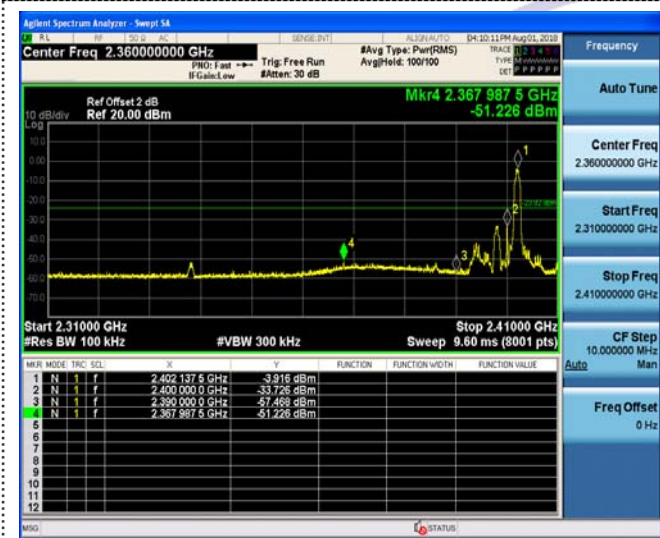 Agilent Spectrum Analyzer - Swept SA
RL RF 50 Ω AC SENSE:INT ALIGN AUTO 04:10:11 PM Aug 01, 2018
Center Freq 2.360000000 GHz
PNO: Fast Trig: Free Run
IFGain:Low #Atten: 30 dB
#Avg Type: Pwr(RMS)
Avg|Hold: 100/100
TRACE 1 2 3 4 5 6
TYPE M
DET P P P P P P
Mkr4 2.367 987 5 GHz
-51.226 dBm
Ref Offset 2 dB
10 dB/div Ref 20.00 dBm
Log
10.0
0.00
-10.0
-20.0
-30.0
-40.0
-50.0
-60.0
-70.0
1
2
3
4
Start 2.31000 GHz Stop 2.41000 GHz
#Res BW 100 kHz #VBW 300 kHz Sweep 9.60 ms (8001 pts)
MKR MODE TRC SCL X Y FUNCTION FUNCTION WIDTH FUNCTION VALUE
1 N 1 f 2.402 137 5 GHz -3.916 dBm
2 N 1 f 2.400 000 0 GHz -33.726 dBm
3 N 1 f 2.390 000 0 GHz -57.468 dBm
4 N 1 f 2.367 987 5 GHz -51.226 dBm
5
6
7
8
9
10
11
12
MSG STATUS
Frequency
Auto Tune
Center Freq
2.360000000 GHz
Start Freq
2.310000000 GHz
Stop Freq
2.410000000 GHz
CF Step
10.000000 MHz
Auto Man
Freq Offset
0 Hz